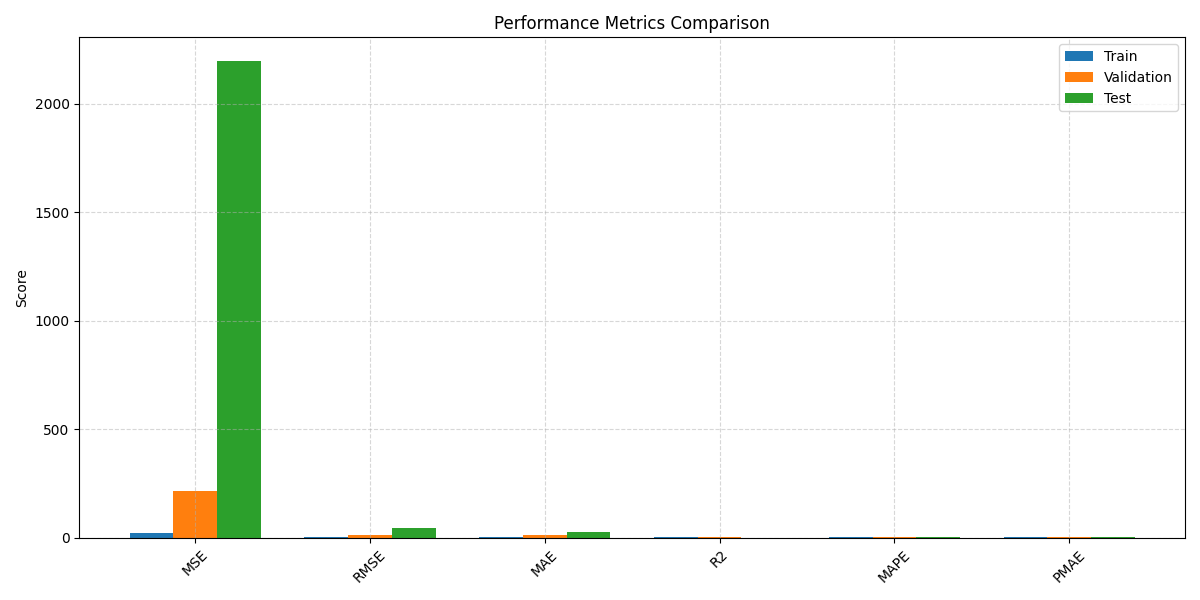 Performance Metrics Comparison
Train
Validation
Test
Score
2000
1500
1000
500
0
MSE
RMSE
MAE
R2
MAPE
PMAE